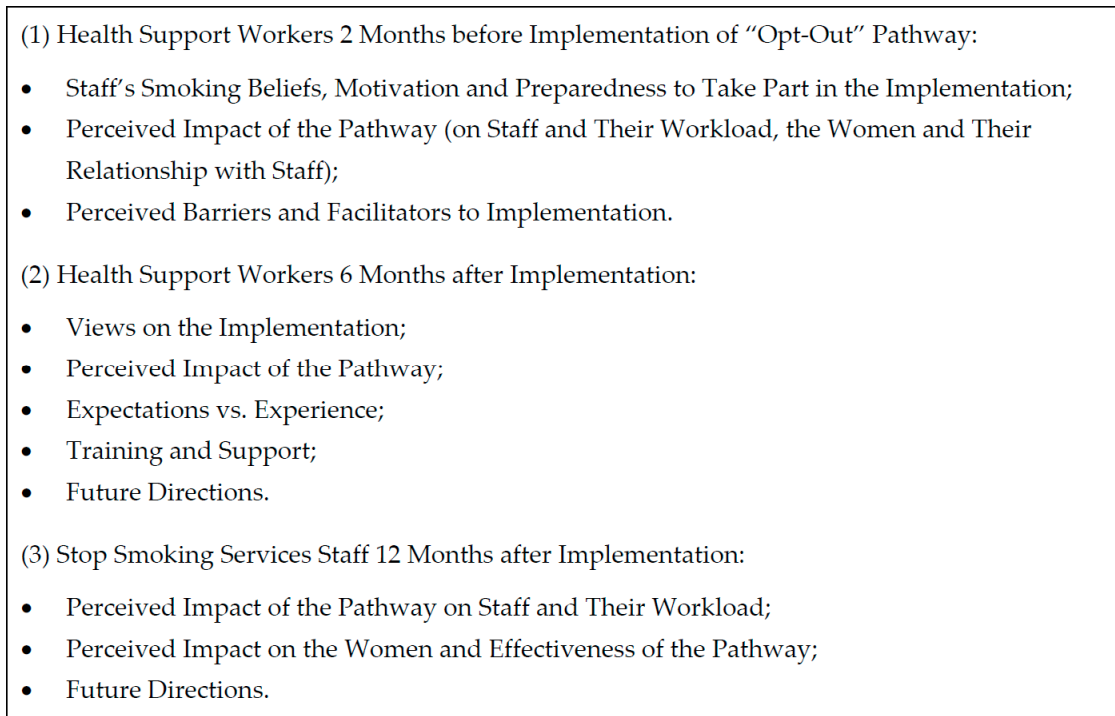 (1) Health Support Workers 2 Months before Implementation of “Opt-Out” Pathway:
• Staff’s Smoking Beliefs, Motivation and Preparedness to Take Part in the Implementation;
• Perceived Impact of the Pathway (on Staff and Their Workload, the Women and Their
Relationship with Staff);
• Perceived Barriers and Facilitators to Implementation.
(2) Health Support Workers 6 Months after Implementation:
• Views on the Implementation;
• Perceived Impact of the Pathway;
• Expectations vs. Experience;
• Training and Support;
• Future Directions.
(3) Stop Smoking Services Staff 12 Months after Implementation:
• Perceived Impact of the Pathway on Staff and Their Workload;
• Perceived Impact on the Women and Effectiveness of the Pathway;
• Future Directions.